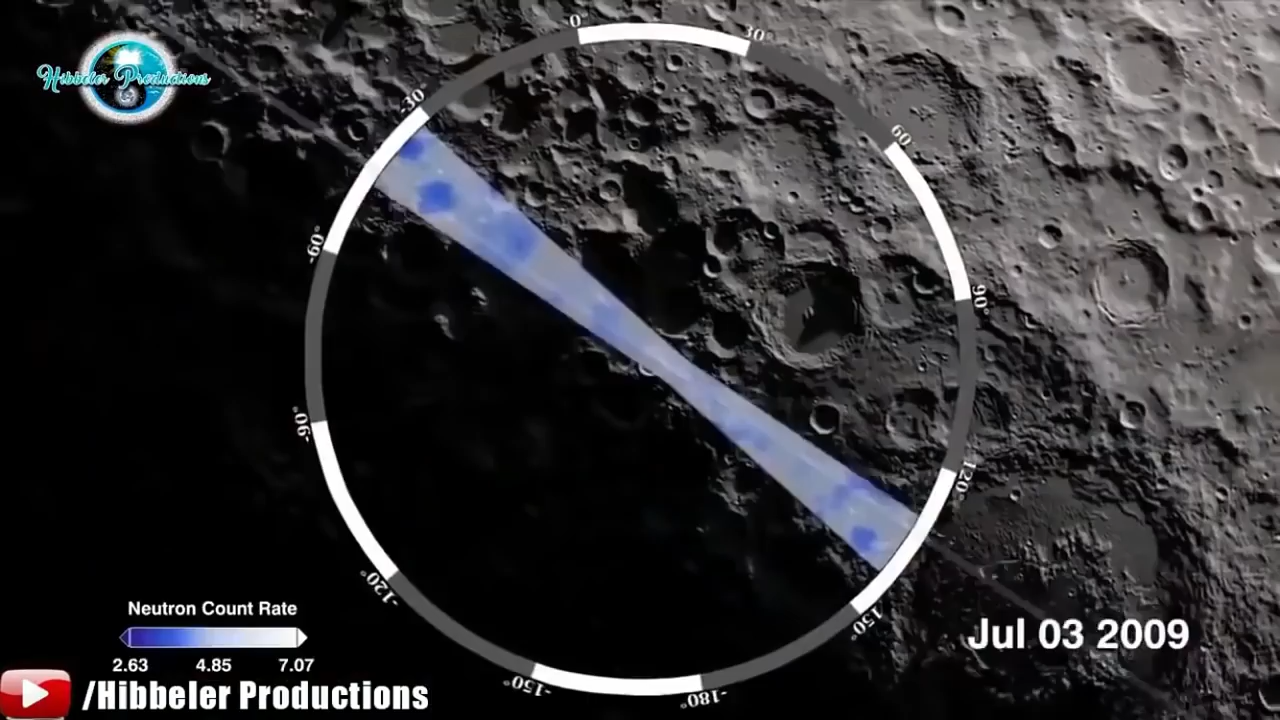 Hibbeler Productions
0
30°
60
90°
120°
150°
-180°
-150°
-120°
-90°
-60°
-30°
Neutron Count Rate
2.63 4.85 7.07
Jul 03 2009
/Hibbeler Productions